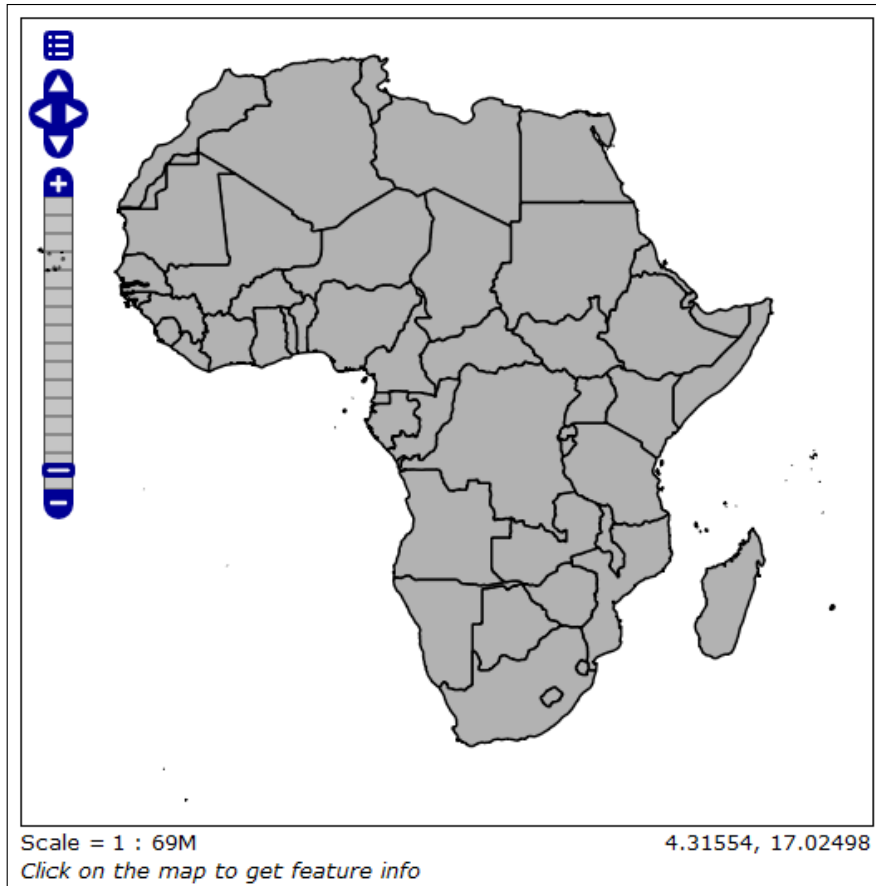 Scale = 1 : 69M
4.31554, 17.02498
Click on the map to get feature info